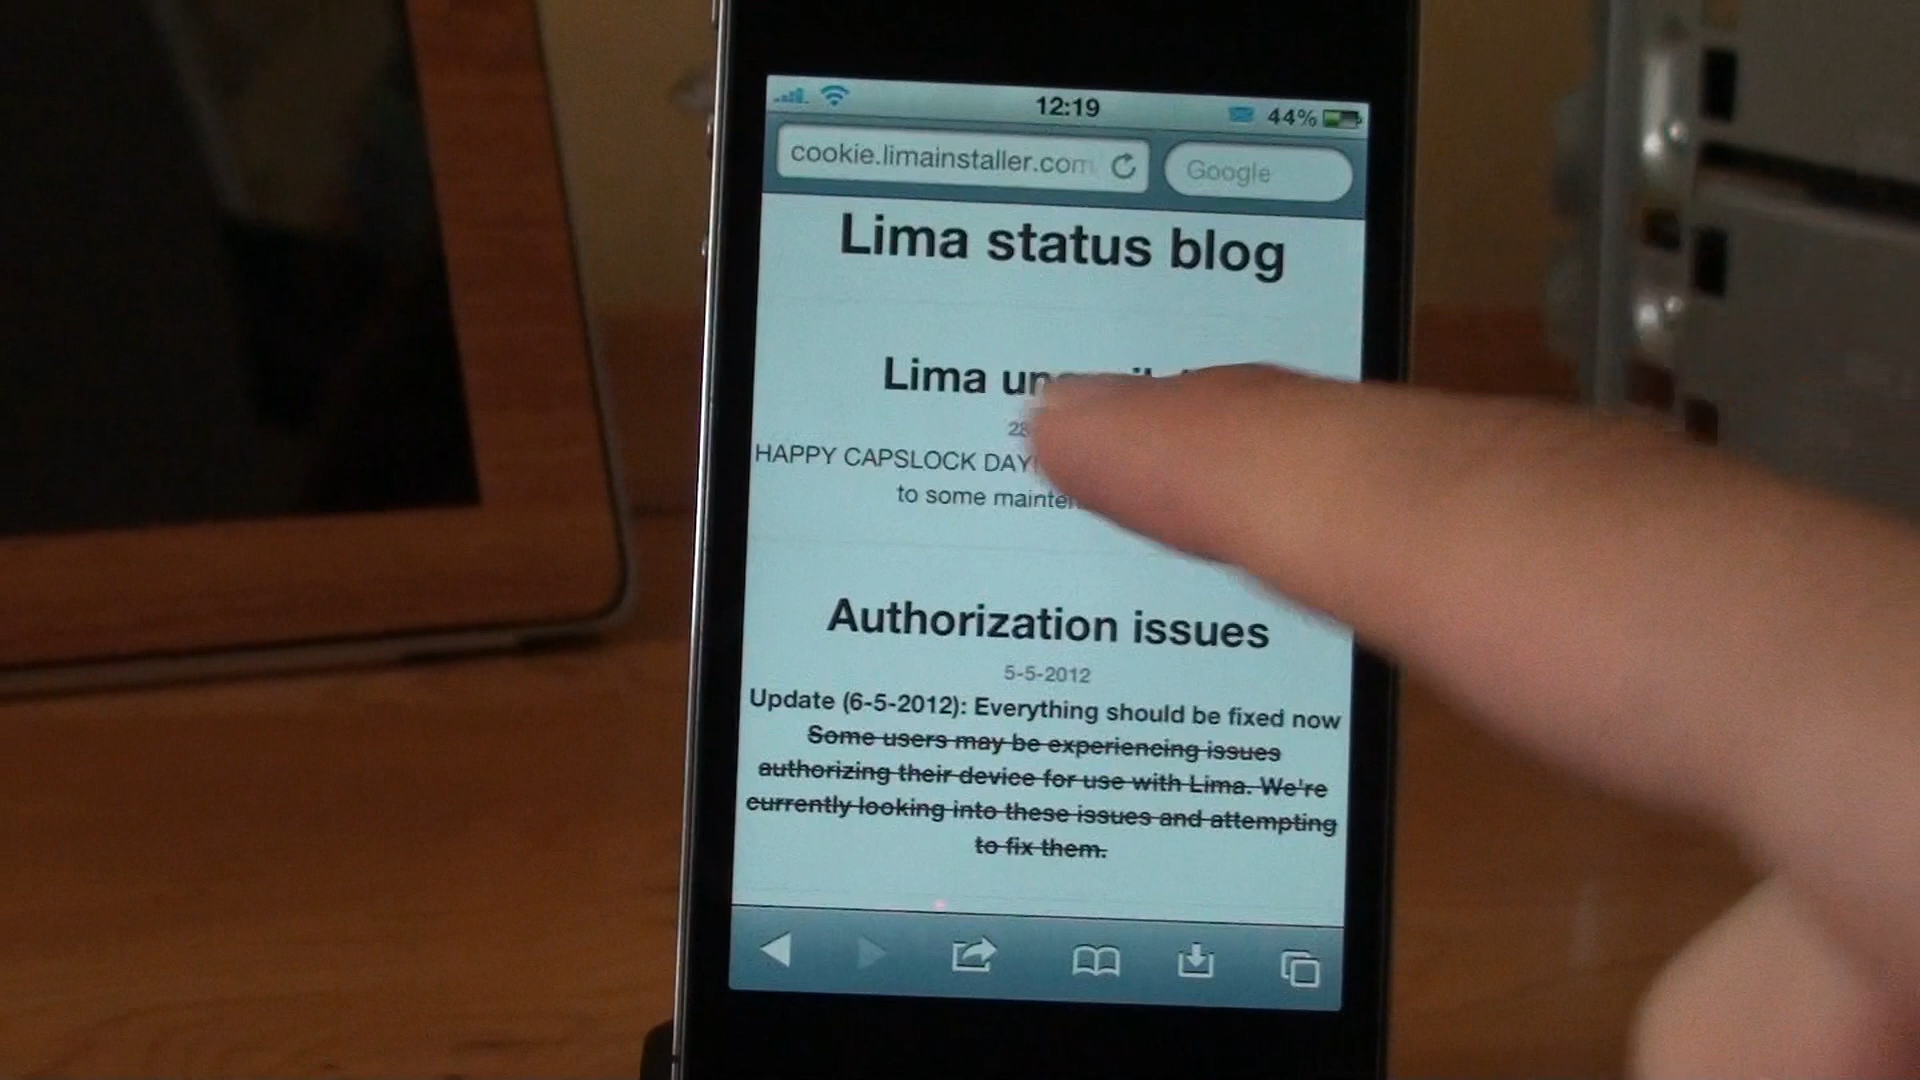 12:19
44%
cookie.limainstaller.com
Google
Lima status blog
Lima
28
HAPPY CAPSLOCK DAY!
to some
Authorization issues
5-5-2012
Update (6-5-2012): Everything should be fixed now
Some users may be experiencing issues
authorizing their device for use with Lima. We're
currently looking into these issues and attempting
to fix them.